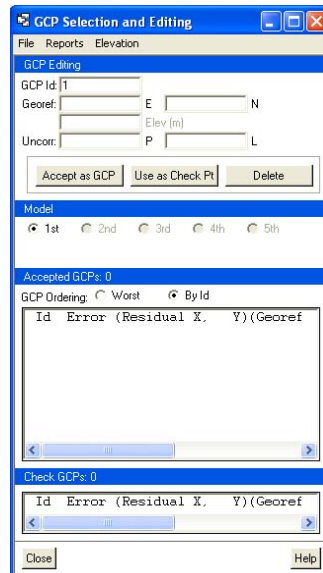 GCP Selection and Editing
File Reports Elevation
GCP Editing
GCP Id: 1
Georef: E N
Elev (m)
Uncorr: P L
Accept as GCP Use as Check Pt Delete
Model
1st 2nd 3rd 4th 5th
Accepted GCPs: 0
GCP Ordering: Worst By Id
Id Error (Residual X, Y)(Georef
Check GCPs: 0
Id Error (Residual X, Y)(Georef
Close Help